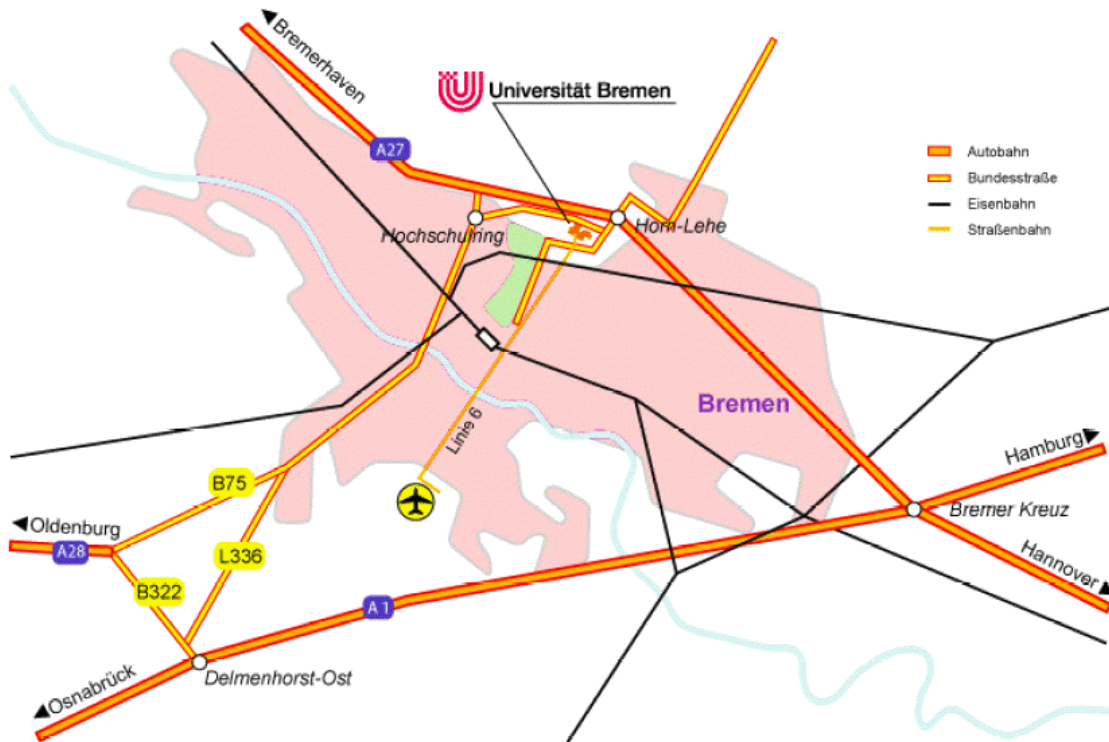 Bremerhaven
Universität Bremen
A27
Autobahn
Bundesstraße
Eisenbahn
Straßenbahn
Hochschulring
Horn-Lehe
Bremen
Linie 6
Hamburg
B75
Oldenburg
Bremer Kreuz
A28
L336
Hannover
B322
A 1
Delmenhorst-Ost
Osnabrück